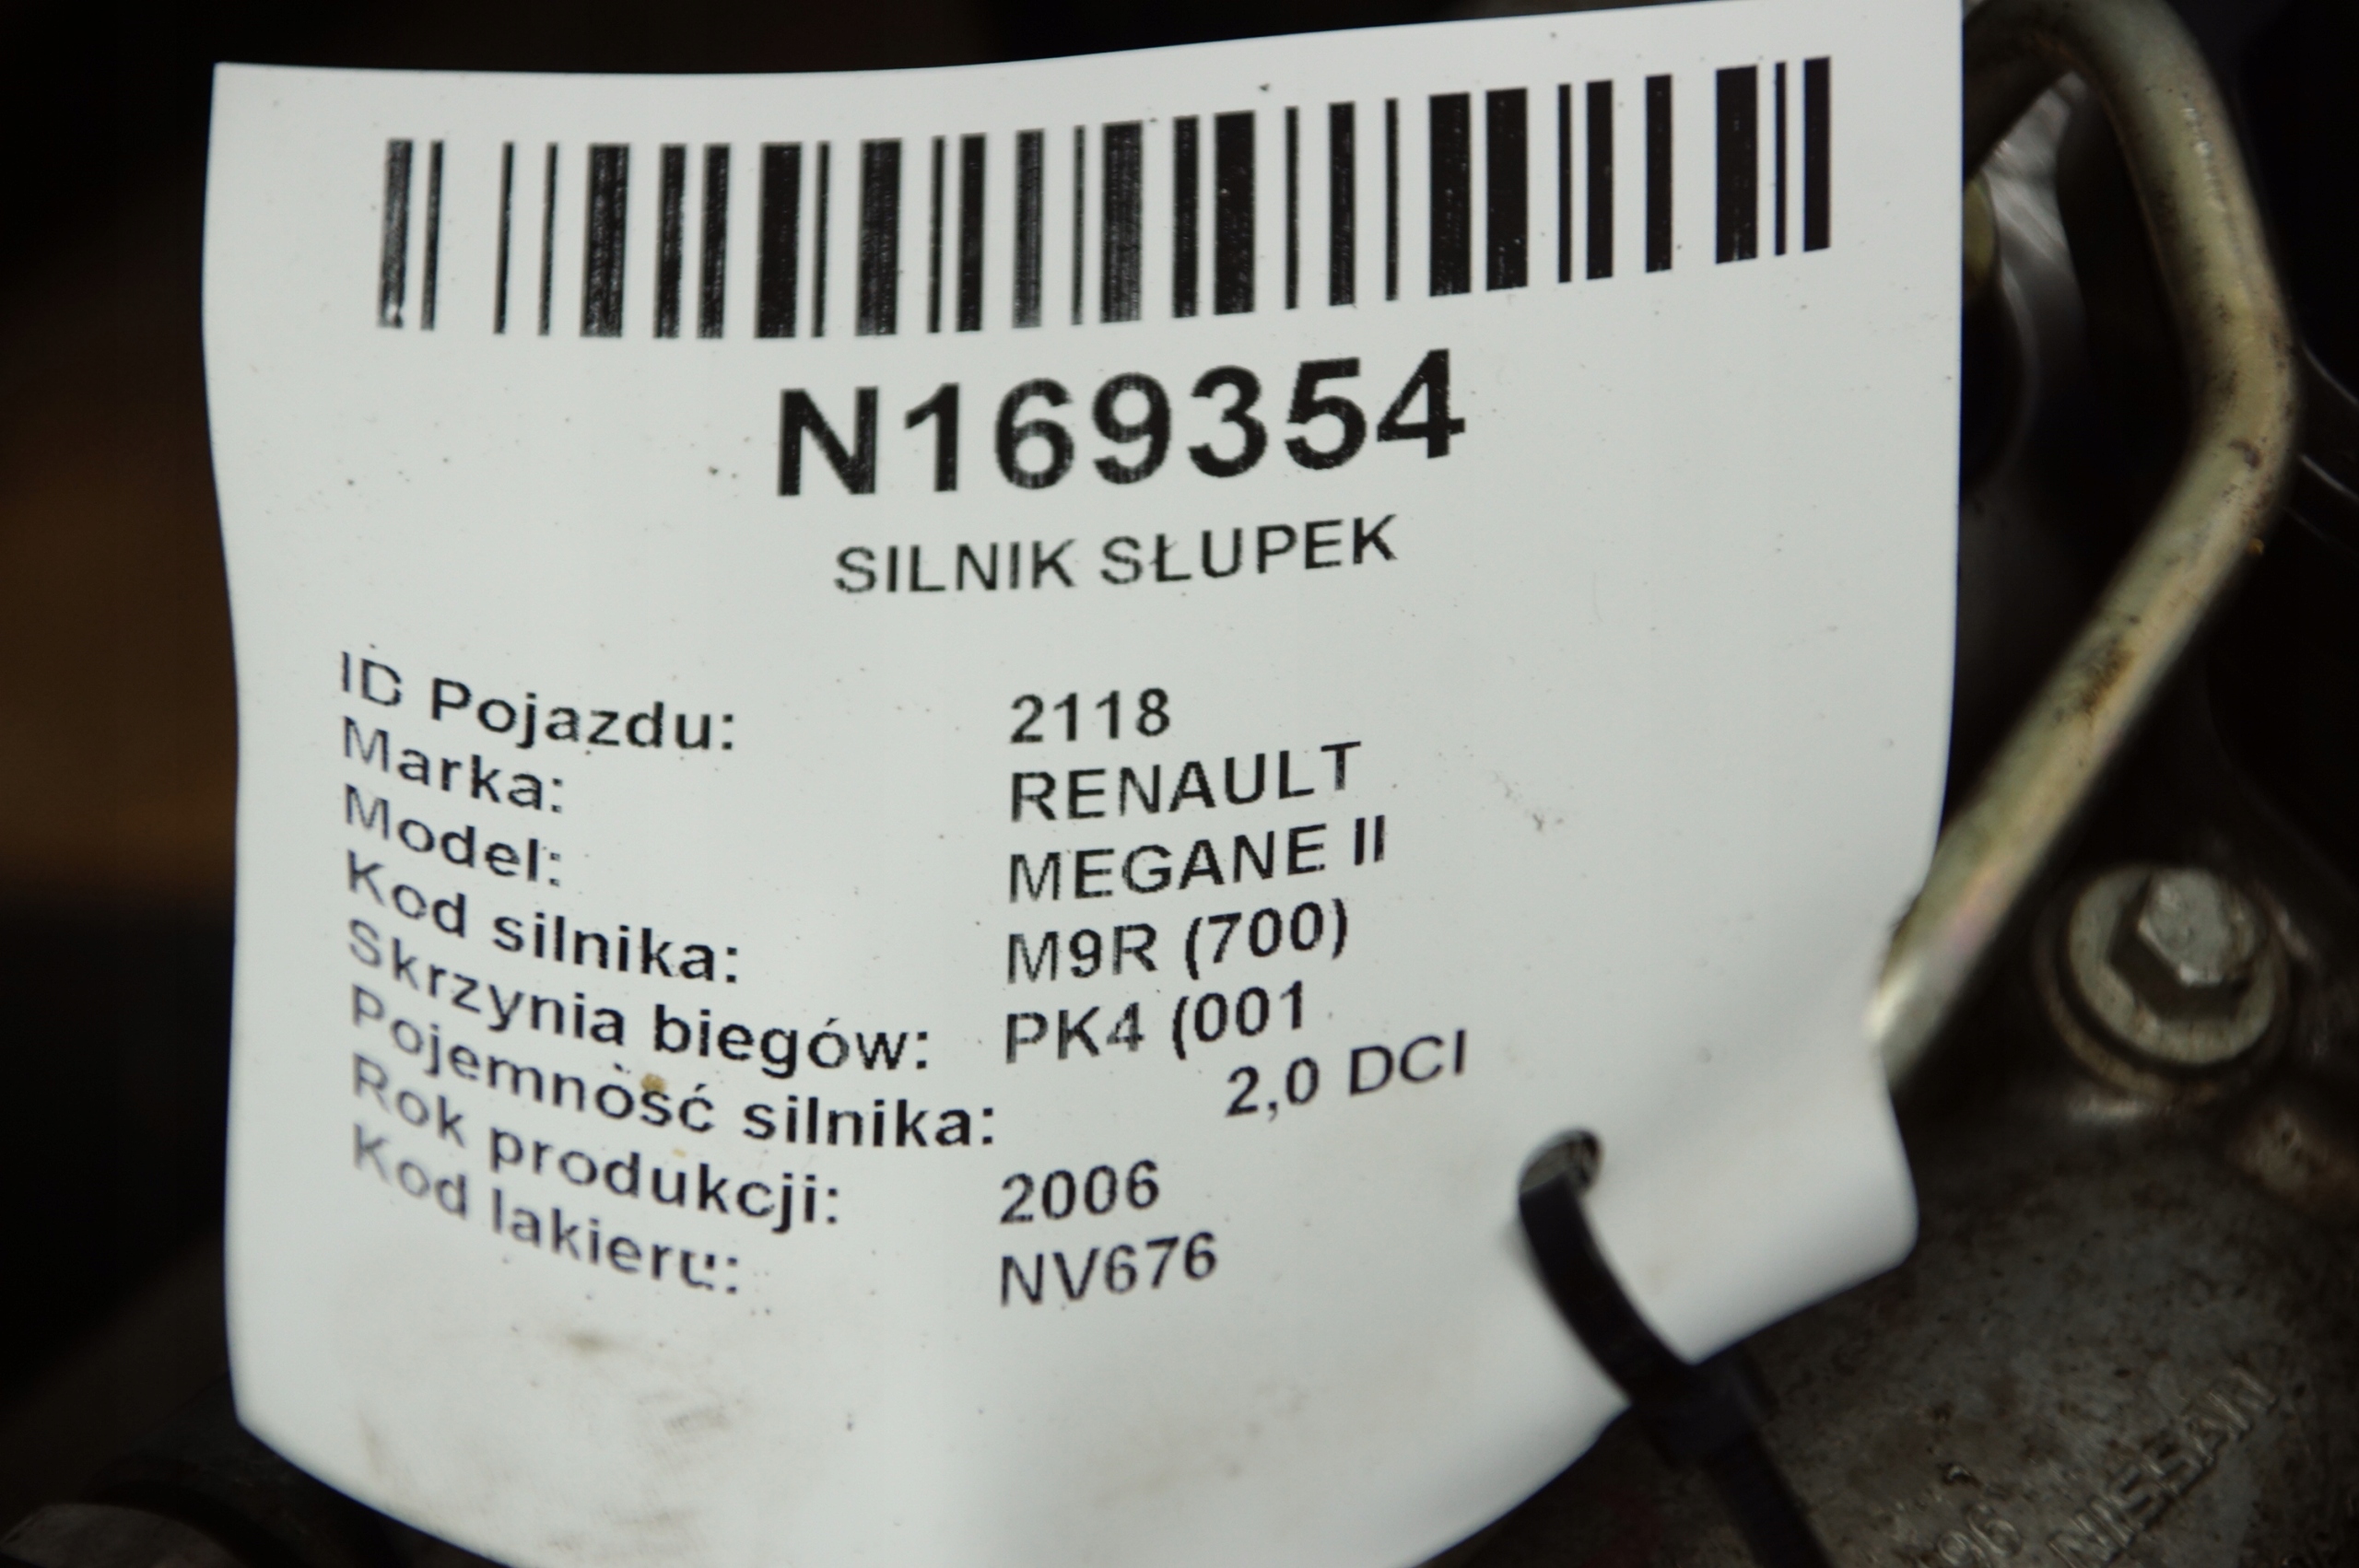 N169354
SILNIK SŁUPEK
ID Pojazdu: 2118
Marka: RENAULT
Model: MEGANE II
Kod silnika: M9R (700)
Skrzynia biegów: PK4 (001
Pojemność silnika: 2,0 DCI
Rok produkcji: 2006
Kod lakieru: NV676
NISSAN